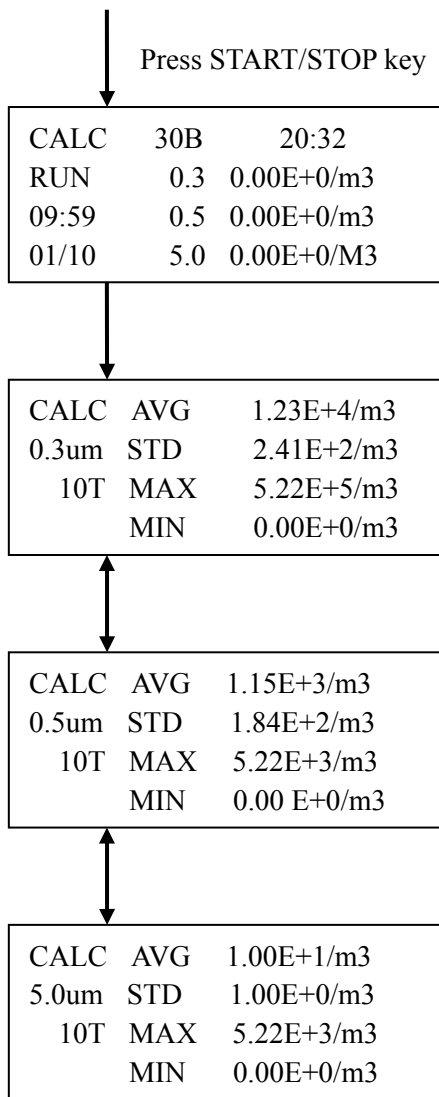 Press START/STOP key
CALC 30B 20:32
RUN 0.3 0.00E+0/m3
09:59 0.5 0.00E+0/m3
01/10 5.0 0.00E+0/M3
CALC AVG 1.23E+4/m3
0.3um STD 2.41E+2/m3
10T MAX 5.22E+5/m3
MIN 0.00E+0/m3
CALC AVG 1.15E+3/m3
0.5um STD 1.84E+2/m3
10T MAX 5.22E+3/m3
MIN 0.00 E+0/m3
CALC AVG 1.00E+1/m3
5.0um STD 1.00E+0/m3
10T MAX 5.22E+3/m3
MIN 0.00E+0/m3